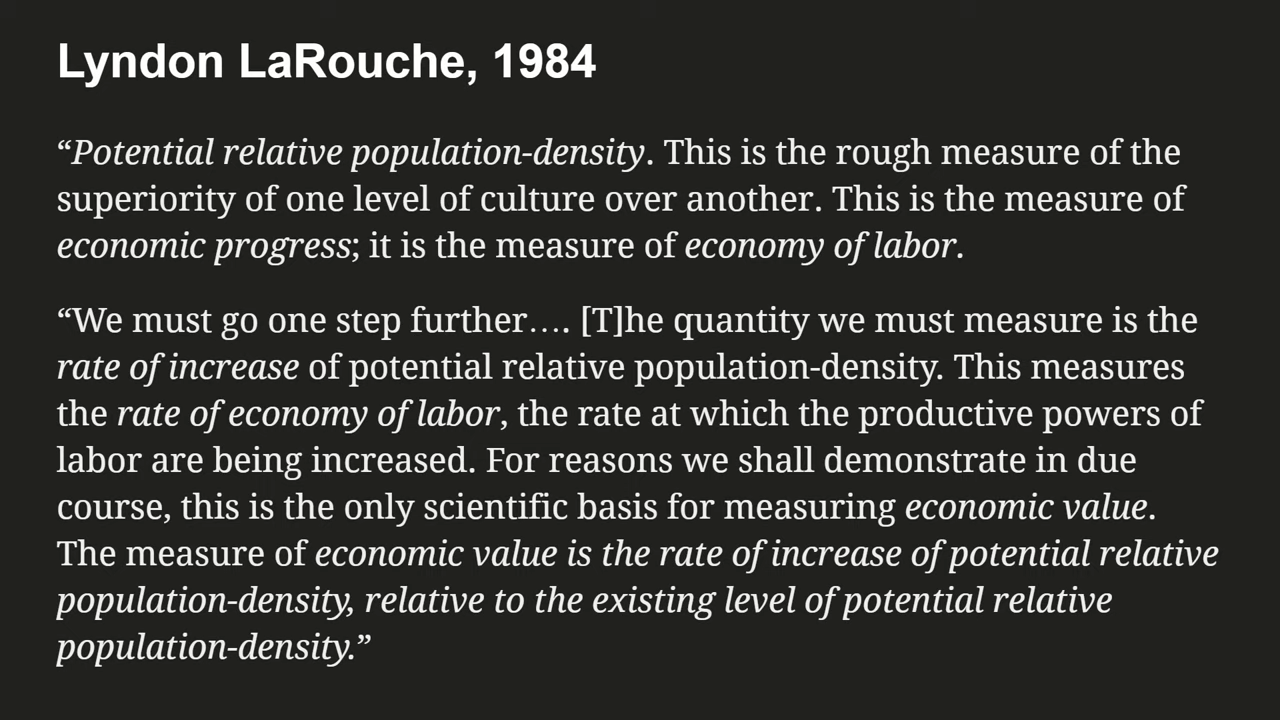 Lyndon LaRouche, 1984
“Potential relative population-density. This is the rough measure of the
superiority of one level of culture over another. This is the measure of
economic progress; it is the measure of economy of labor.
“We must go one step further…. [T]he quantity we must measure is the
rate of increase of potential relative population-density. This measures
the rate of economy of labor, the rate at which the productive powers of
labor are being increased. For reasons we shall demonstrate in due
course, this is the only scientific basis for measuring economic value.
The measure of economic value is the rate of increase of potential relative
population-density, relative to the existing level of potential relative
population-density.”